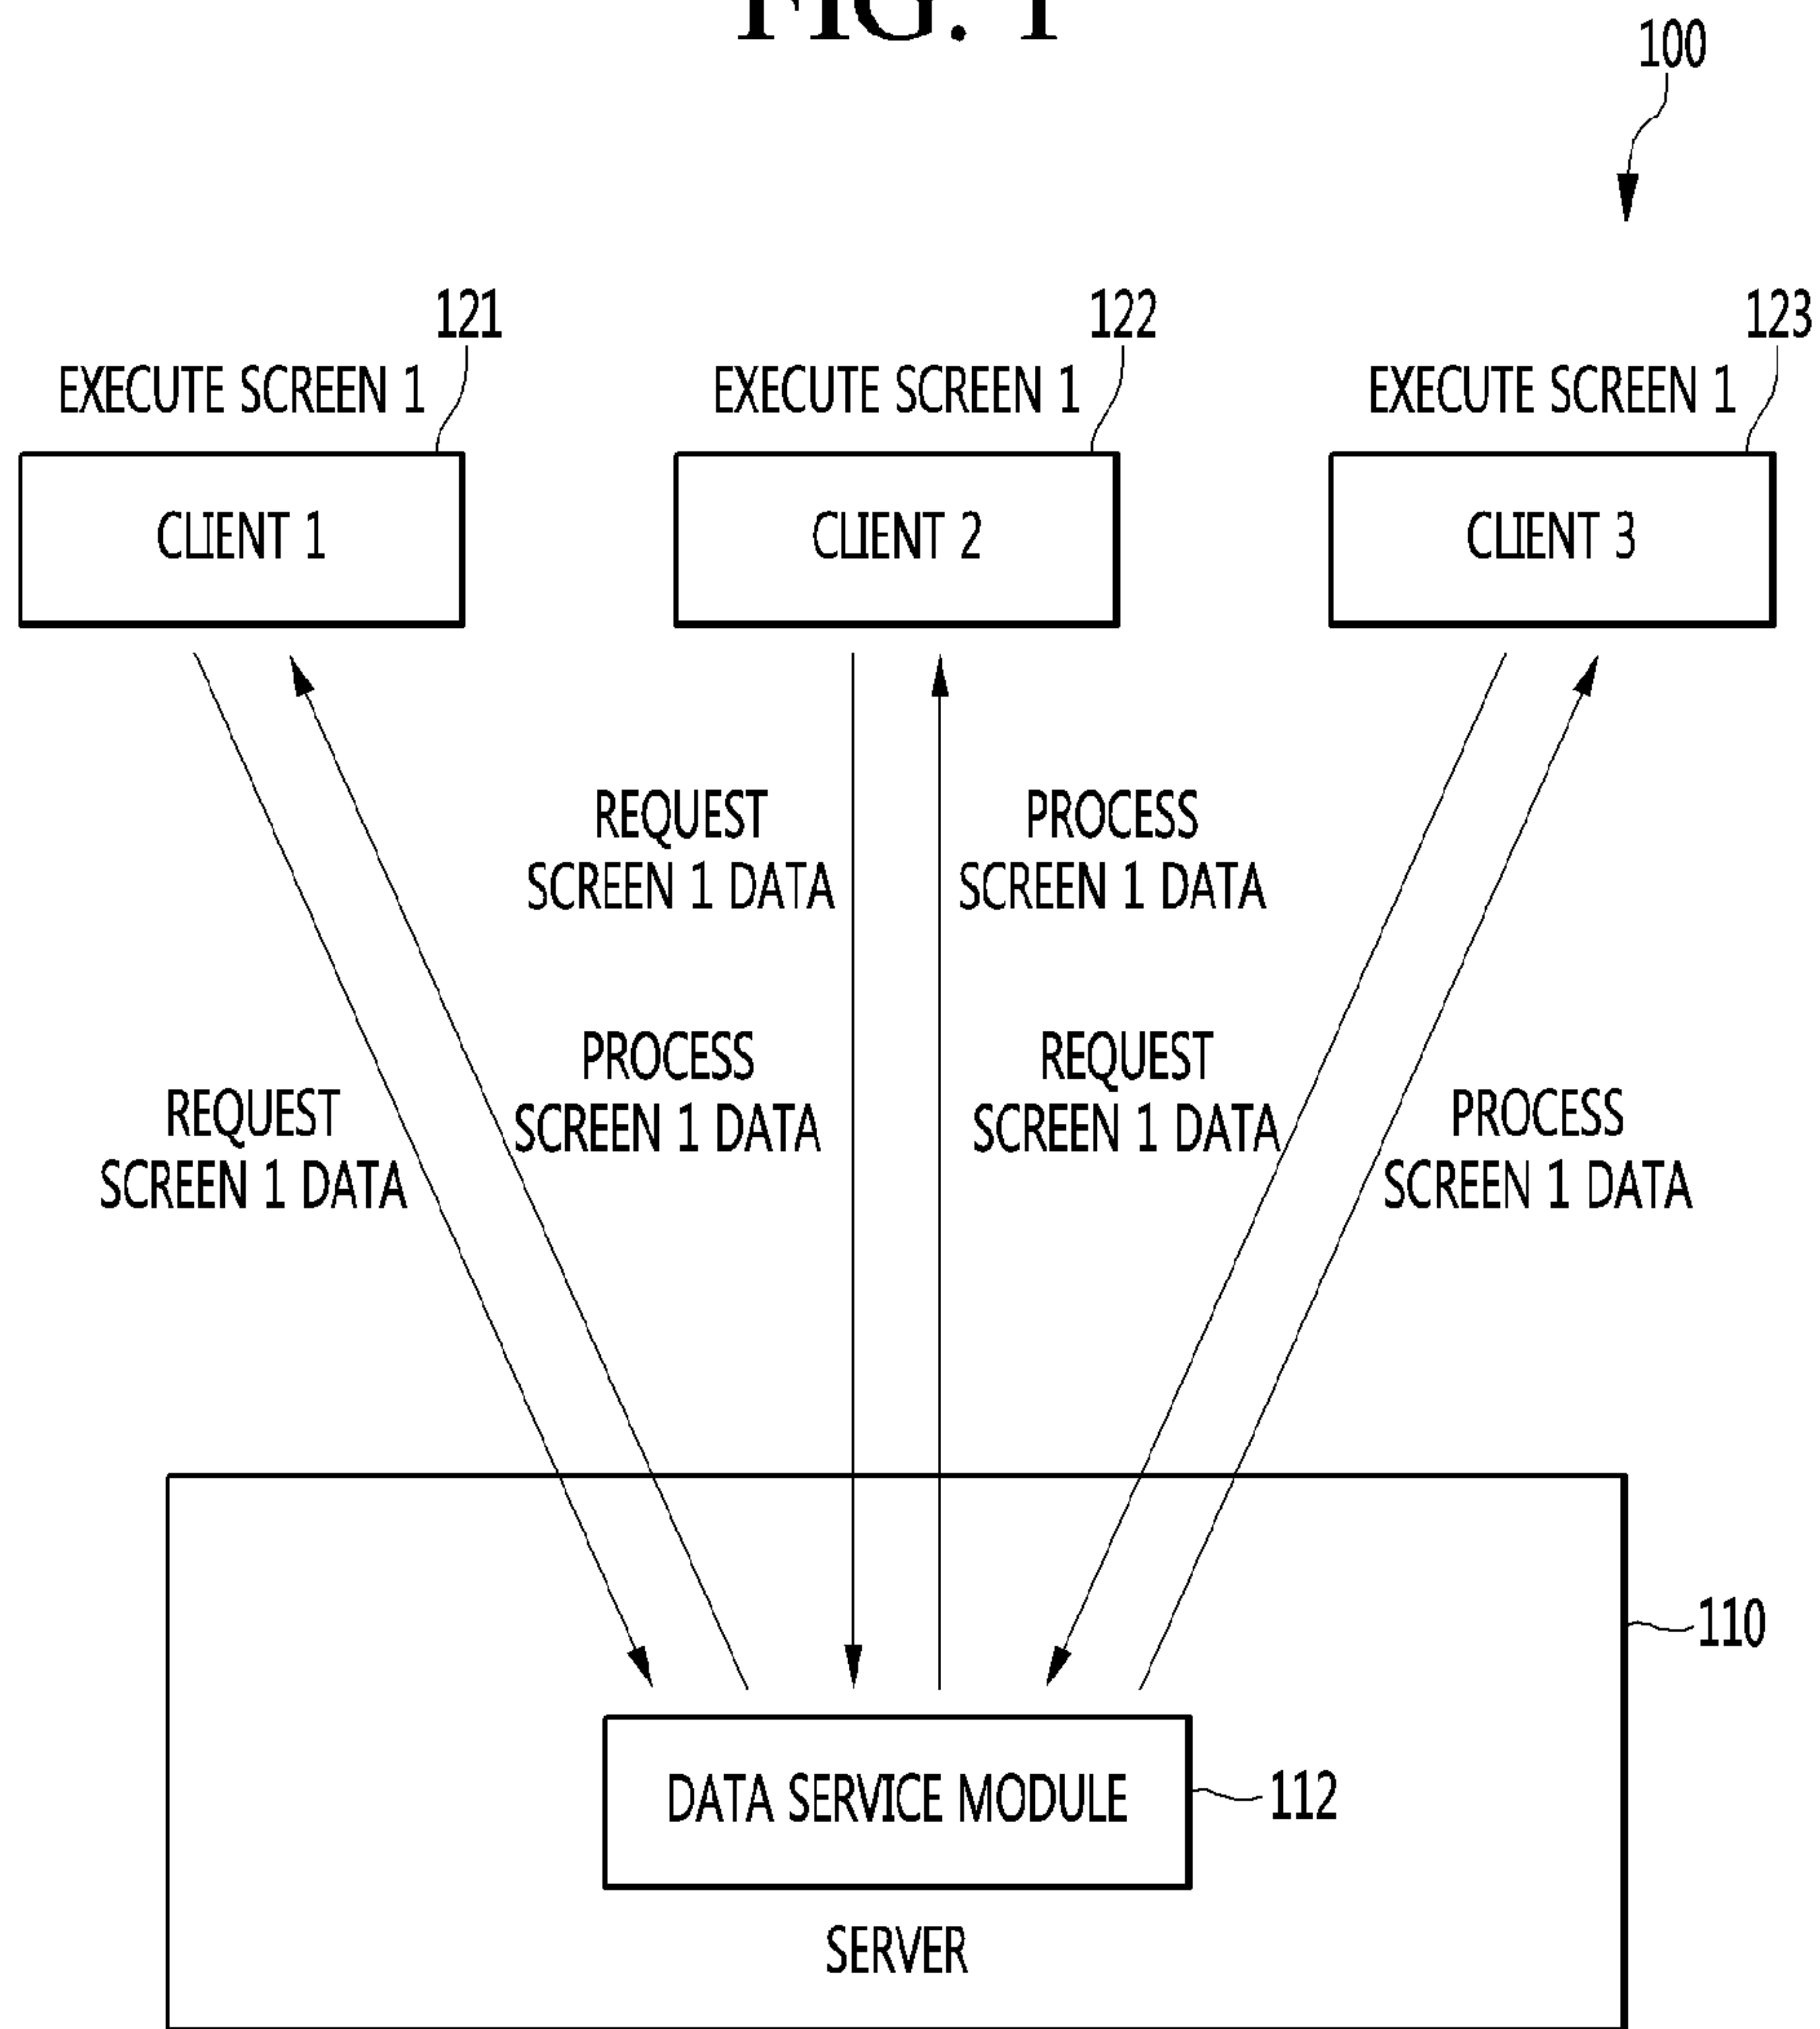 FIG. 1
100
121
122
123
EXECUTE SCREEN 1
EXECUTE SCREEN 1
EXECUTE SCREEN 1
CLIENT 1
CLIENT 2
CLIENT 3
REQUEST
SCREEN 1 DATA
PROCESS
SCREEN 1 DATA
REQUEST
SCREEN 1 DATA
PROCESS
SCREEN 1 DATA
REQUEST
SCREEN 1 DATA
PROCESS
SCREEN 1 DATA
110
DATA SERVICE MODULE
112
SERVER